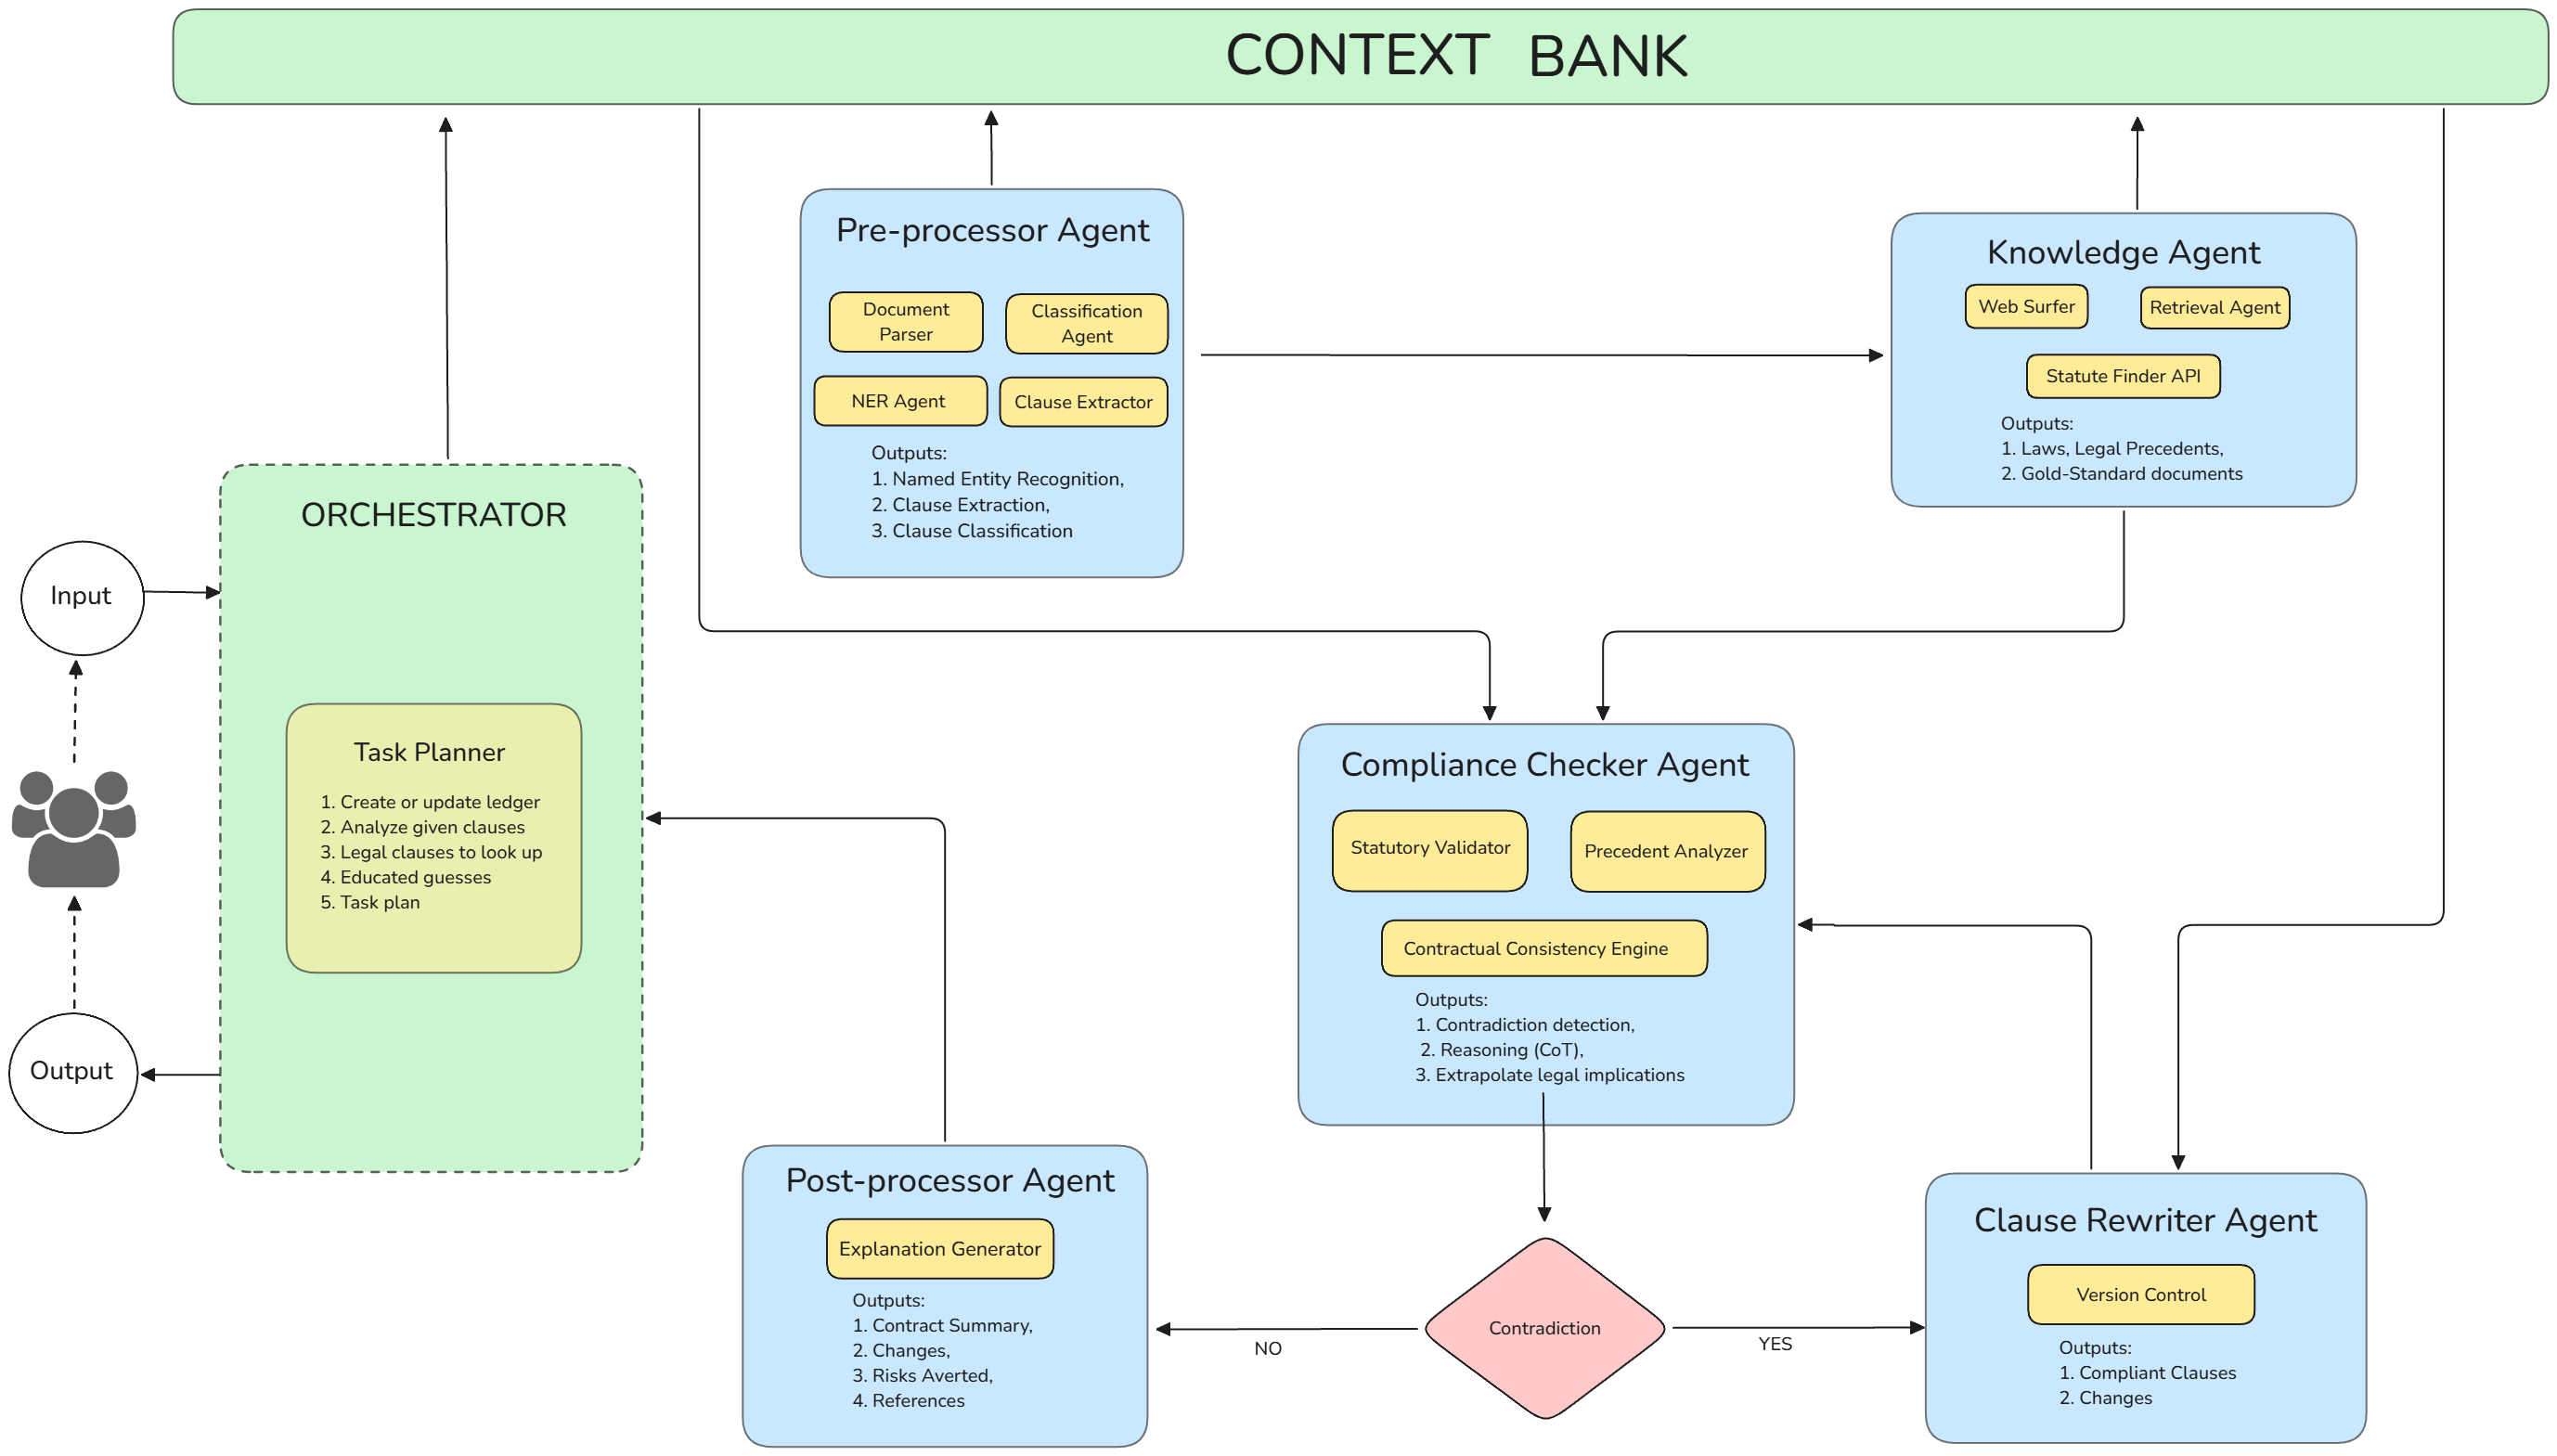 CONTEXT BANK
Pre-processor Agent
Document
Parser
Classification
Agent
NER Agent
Clause Extractor
Outputs:
1. Named Entity Recognition,
2. Clause Extraction,
3. Clause Classification
Knowledge Agent
Web Surfer
Retrieval Agent
Statute Finder API
Outputs:
1. Laws, Legal Precedents,
2. Gold-Standard documents
ORCHESTRATOR
Input
Task Planner
1. Create or update ledger
2. Analyze given clauses
3. Legal clauses to look up
4. Educated guesses
5. Task plan
Output
Compliance Checker Agent
Statutory Validator
Precedent Analyzer
Contractual Consistency Engine
Outputs:
1. Contradiction detection,
2. Reasoning (CoT),
3. Extrapolate legal implications
Post-processor Agent
Explanation Generator
Outputs:
1. Contract Summary,
2. Changes,
3. Risks Averted,
4. References
NO
Contradiction
YES
Clause Rewriter Agent
Version Control
Outputs:
1. Compliant Clauses
2. Changes